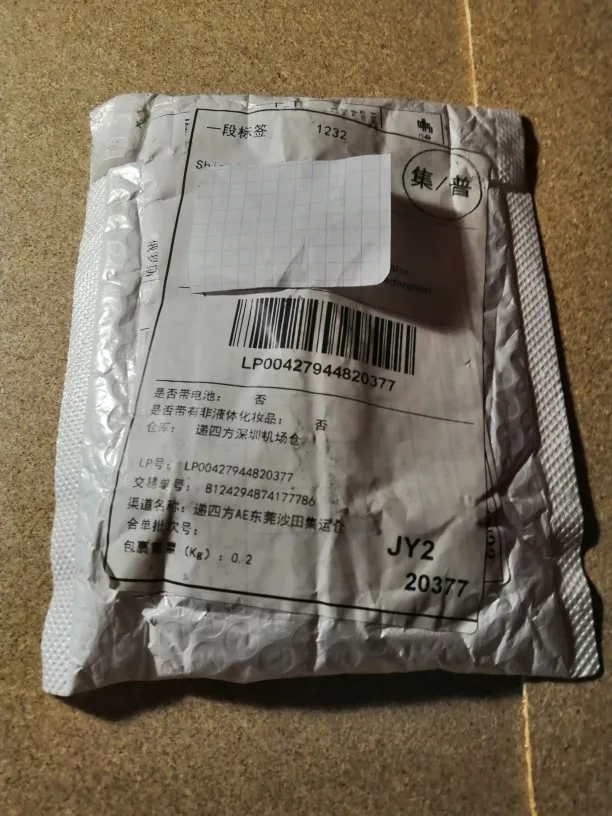 一段标签 1232
集/普
LP00427944820377
是否带电池: 否
是否带有非液体化妆品: 否
仓库: 递四方深圳机场仓
LP号: LP00427944820377
交易单号: 8124294874177786
渠道名称: 递四方AE东莞沙田集运仓
合单批次号:
包裹重量 (Kg) : 0.2
JY2
20377